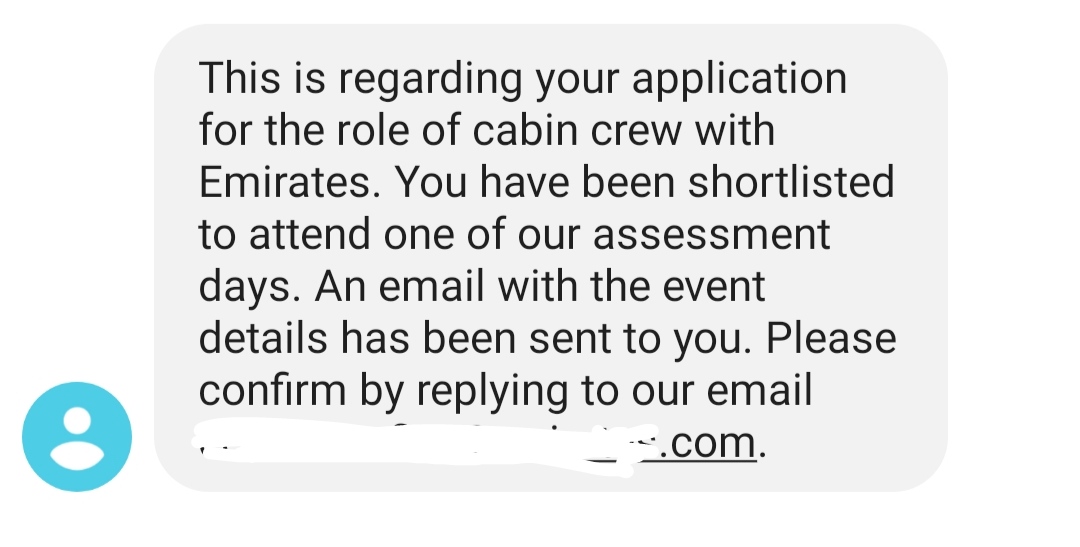 This is regarding your application
for the role of cabin crew with
Emirates. You have been shortlisted
to attend one of our assessment
days. An email with the event
details has been sent to you. Please
confirm by replying to our email
.com.